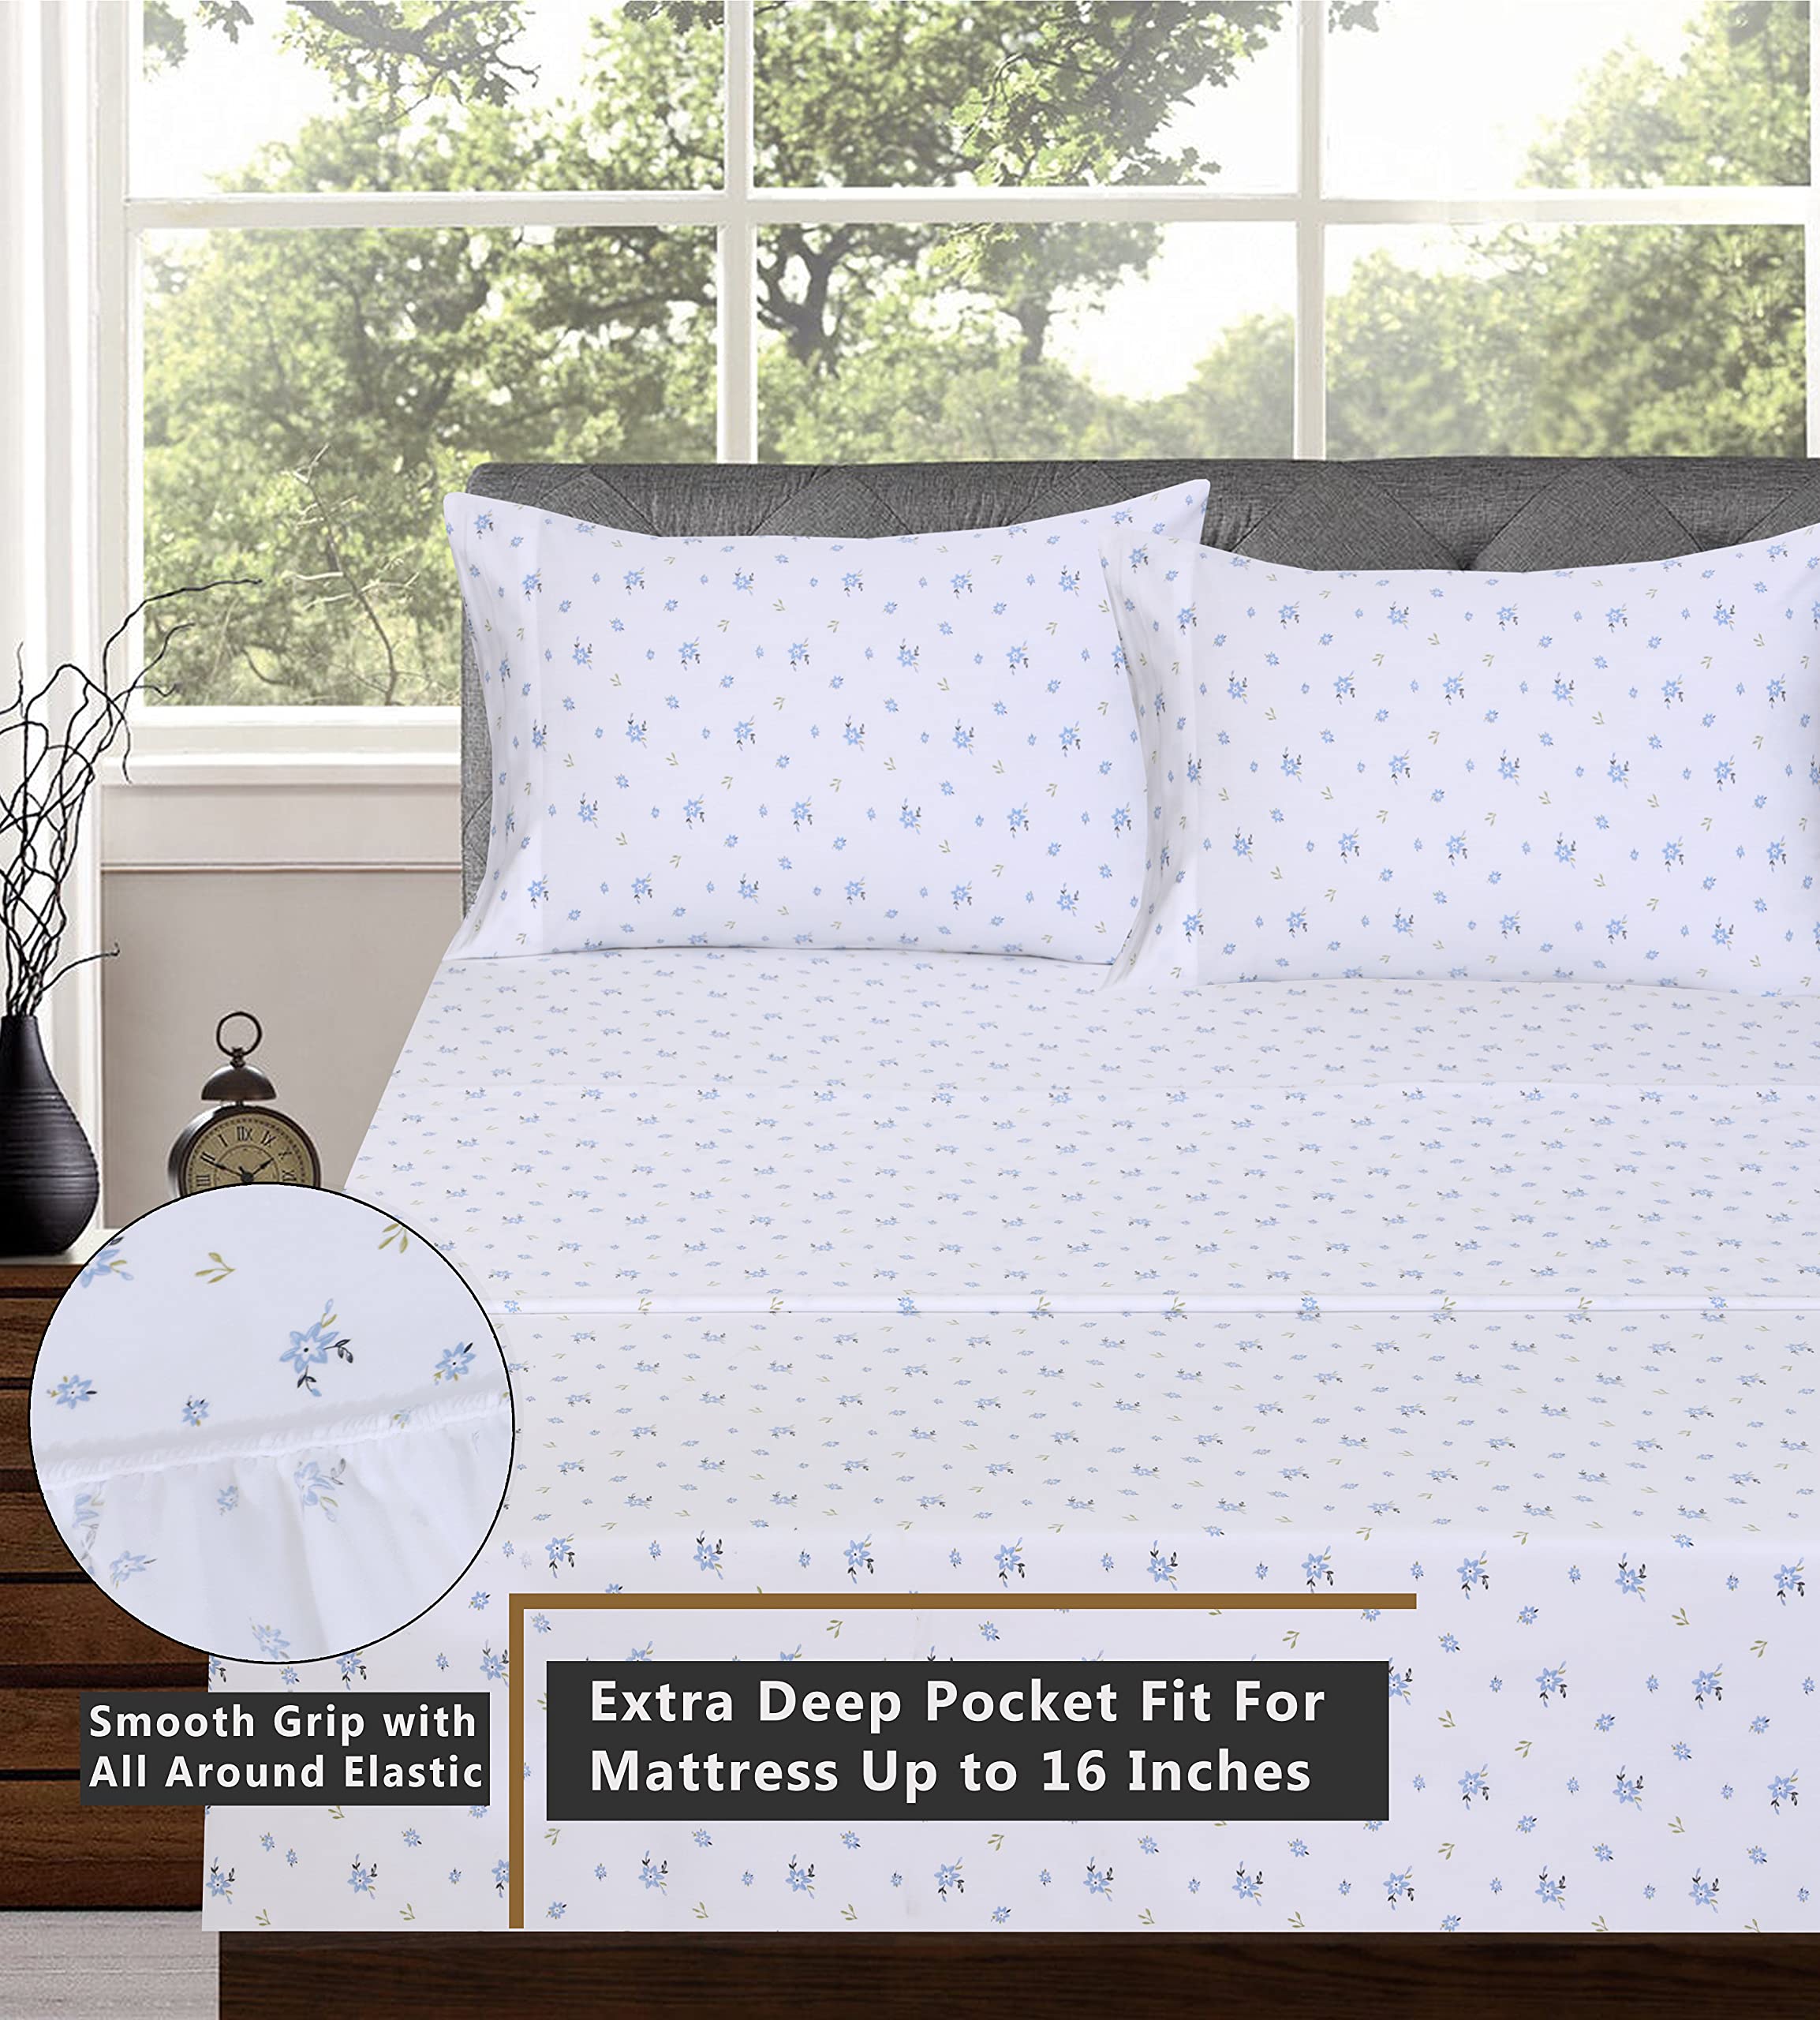 Smooth Grip with
All Around Elastic
Extra Deep Pocket Fit For
Mattress Up to 16 Inches